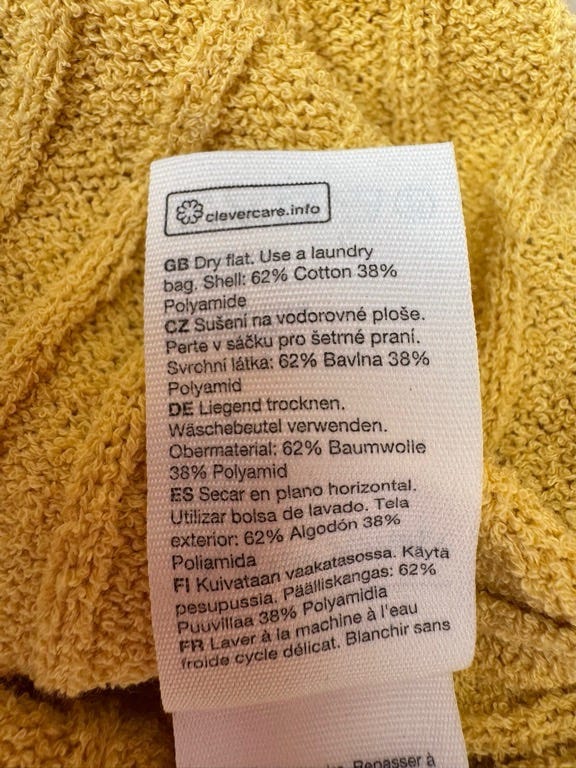 clevercare.info
GB Dry flat. Use a laundry
bag. Shell: 62% Cotton 38%
Polyamide
CZ Sušení na vodorovné ploše.
Perte v sáčku pro šetrné praní.
Svrchní látka: 62% Bavlna 38%
Polyamid
DE Liegend trocknen.
Wäschebeutel verwenden.
Obermaterial: 62% Baumwolle
38% Polyamid
ES Secar en plano horizontal.
Utilizar bolsa de lavado. Tela
exterior: 62% Algodón 38%
Poliamida
FI Kuivataan vaakatasossa. Käytä
pesupussia. Päälliskangas: 62%
Puuvillaa 38% Polyamidia
FR Laver à la machine à l'eau
froide cycle délicat. Blanchir sans
Repasser à